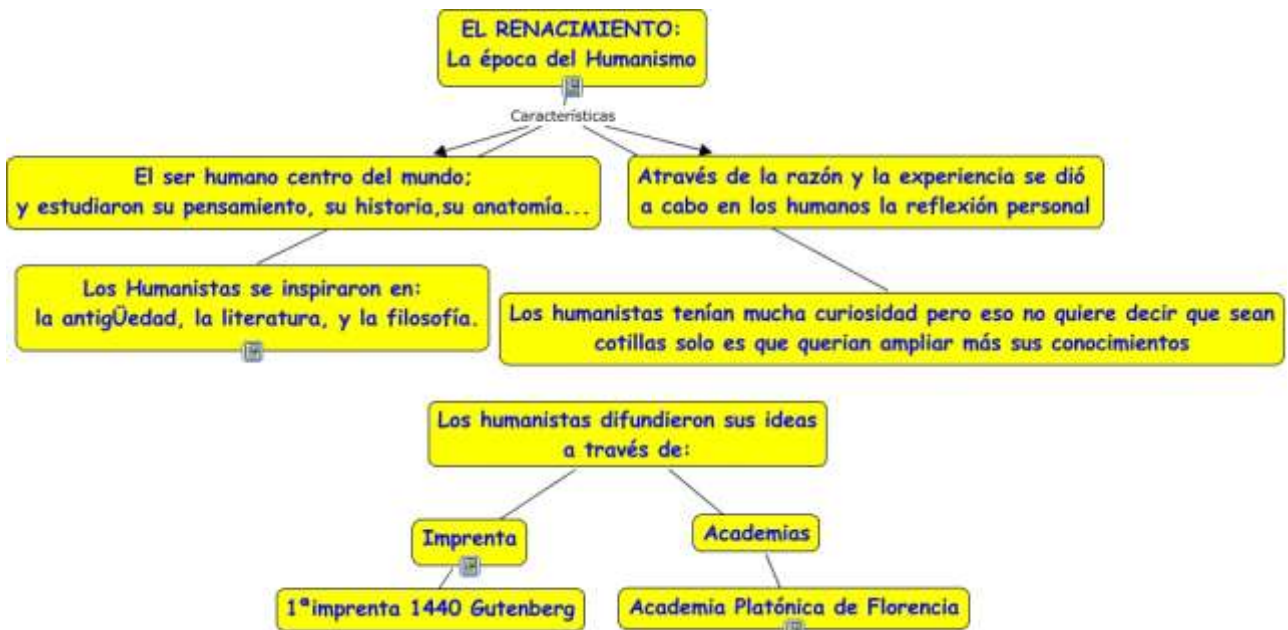 EL RENACIMIENTO:
La época del Humanismo
Características
El ser humano centro del mundo;
y estudiaron su pensamiento, su historia,su anatomía...
Através de la razón y la experiencia se dió
a cabo en los humanos la reflexión personal
Los Humanistas se inspiraron en:
la antigÜedad, la literatura, y la filosofía.
Los humanistas tenían mucha curiosidad pero eso no quiere decir que sean
cotillas solo es que querian ampliar más sus conocimientos
Los humanistas difundieron sus ideas
a través de:
Imprenta
Academias
1ªimprenta 1440 Gutenberg
Academia Platónica de Florencia